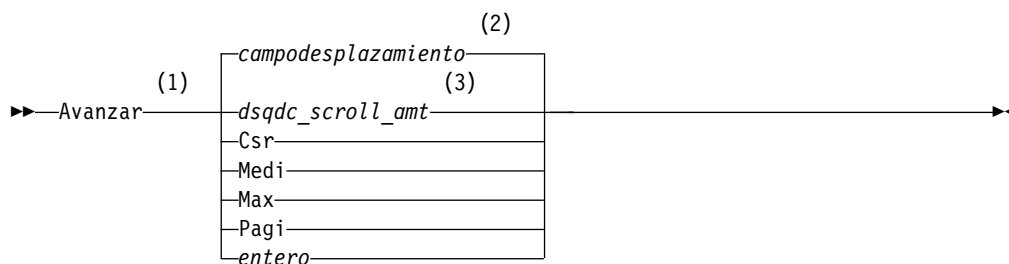 (2)
campodesplazamiento
(1)
(3)
Avanzar
dsqdc_scroll_amt
Csr
Medi
Max
Pagi
entero